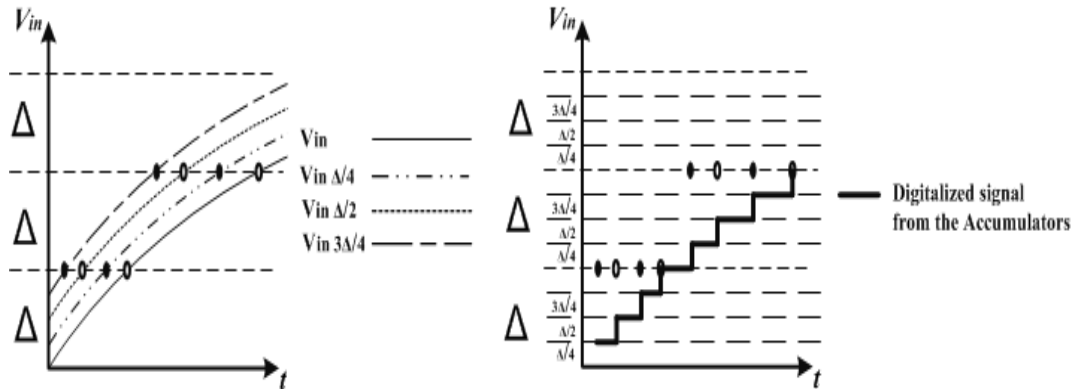 Vin
Δ
Δ
Δ
t
Vin
Vin Δ/4
Vin Δ/2
Vin 3Δ/4
Vin
Δ
3Δ/4
Δ/2
Δ/4
Δ
3Δ/4
Δ/2
Δ/4
Δ
3Δ/4
Δ/2
Δ/4
t
Digitalized signal
from the Accumulators